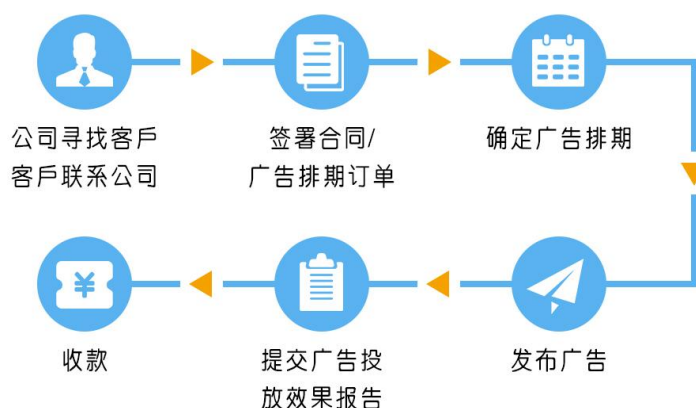 公司寻找客户
客户联系公司
签署合同/
广告排期订单
确定广告排期
发布广告
提交广告投
放效果报告
¥
收款